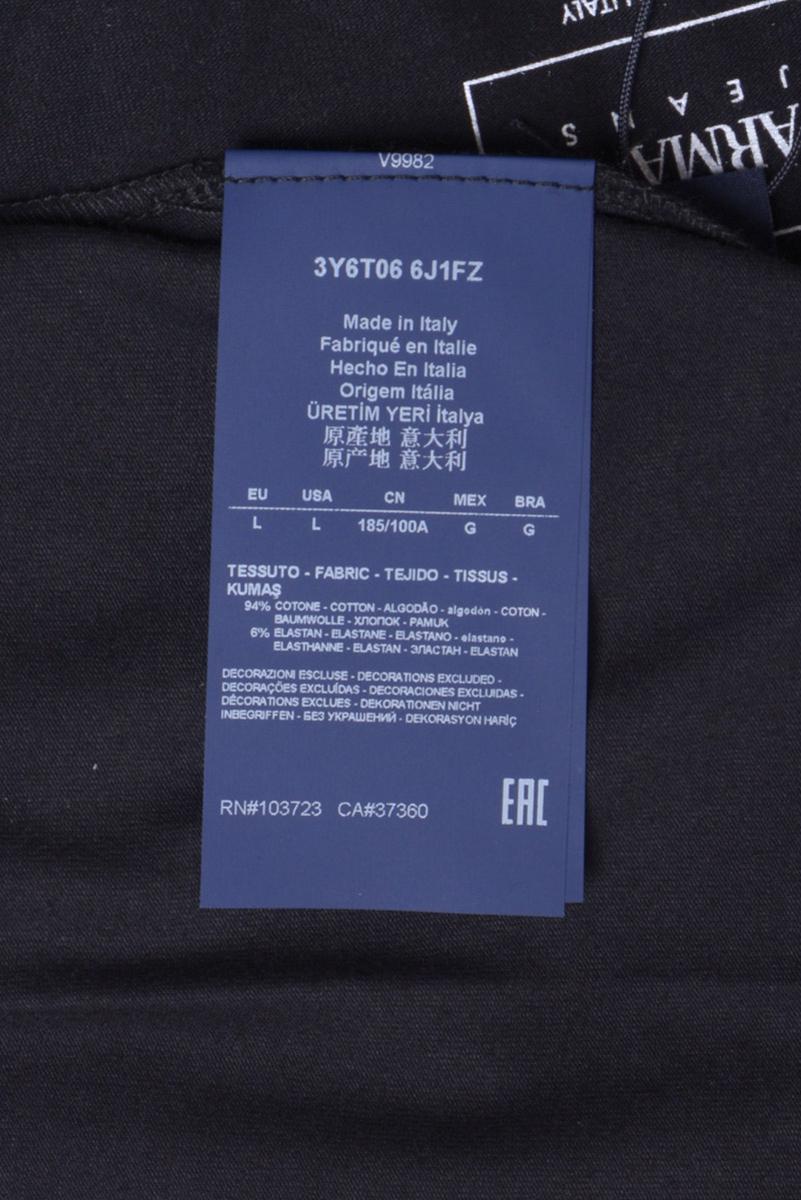 ITALY
ARMA
JEANS
V9982
3Y6T06 6J1FZ
Made in Italy
Fabriqué en Italie
Hecho En Italia
Origem Itália
ÜRETİM YERİ İtalya
原產地 意大利
原产地 意大利
EU USA CN MEX BRA
L L 185/100A G G
TESSUTO - FABRIC - TEJIDO - TISSUS -
KUMAŞ
94% COTONE - COTTON - ALGODÃO - algodón - COTON -
BAUMWOLLE - ХЛОПОК - PAMUK
6% ELASTAN - ELASTANE - ELASTANO - elastano -
ELASTHANNE - ELASTAN - ЭЛАСТАН - ELASTAN
DECORAZIONI ESCLUSE - DECORATIONS EXCLUDED -
DECORAÇÕES EXCLUÍDAS - DECORACIONES EXCLUIDAS -
DÉCORATIONS EXCLUES - DEKORATIONEN NICHT
INBEGRIFFEN - БЕЗ УКРАШЕНИЙ - DEKORASYON HARİÇ
RN#103723 CA#37360
EAC